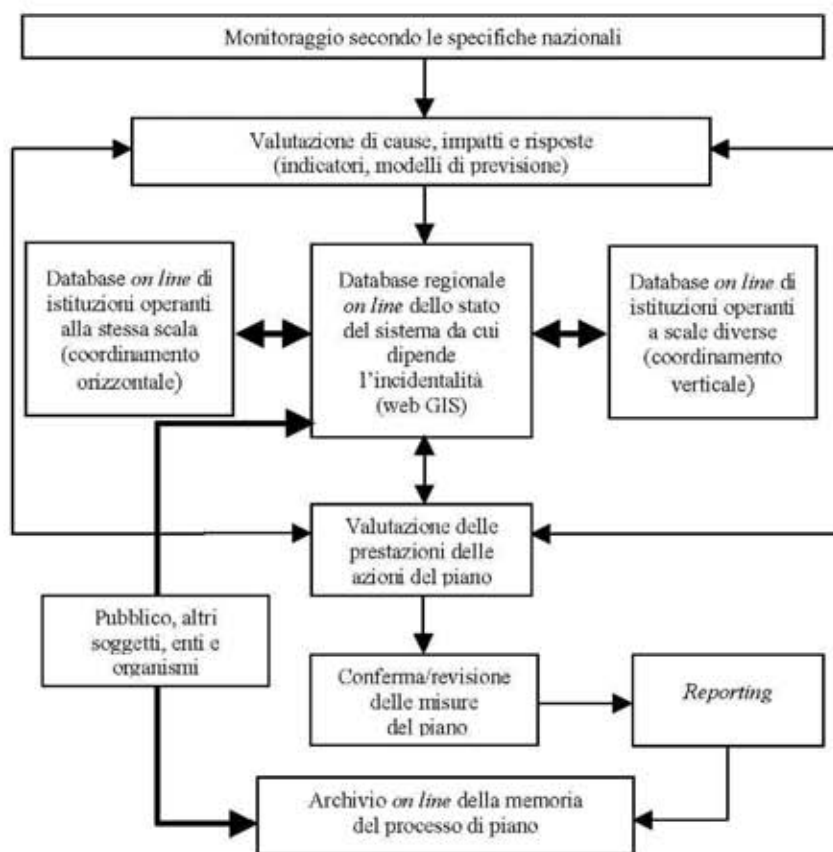 Monitoraggio secondo le specifiche nazionali
Valutazione di cause, impatti e risposte
(indicatori, modelli di previsione)
Database on line di
istituzioni operanti
alla stessa scala
(coordinamento
orizzontale)
Database regionale
on line dello stato
del sistema da cui
dipende
l'incidentalità
(web GIS)
Database on line di
istituzioni operanti
a scale diverse
(coordinamento
verticale)
Valutazione delle
prestazioni delle
azioni del piano
Pubblico, altri
soggetti, enti e
organismi
Conferma/revisione
delle misure
del piano
Reporting
Archivio on line della memoria
del processo di piano